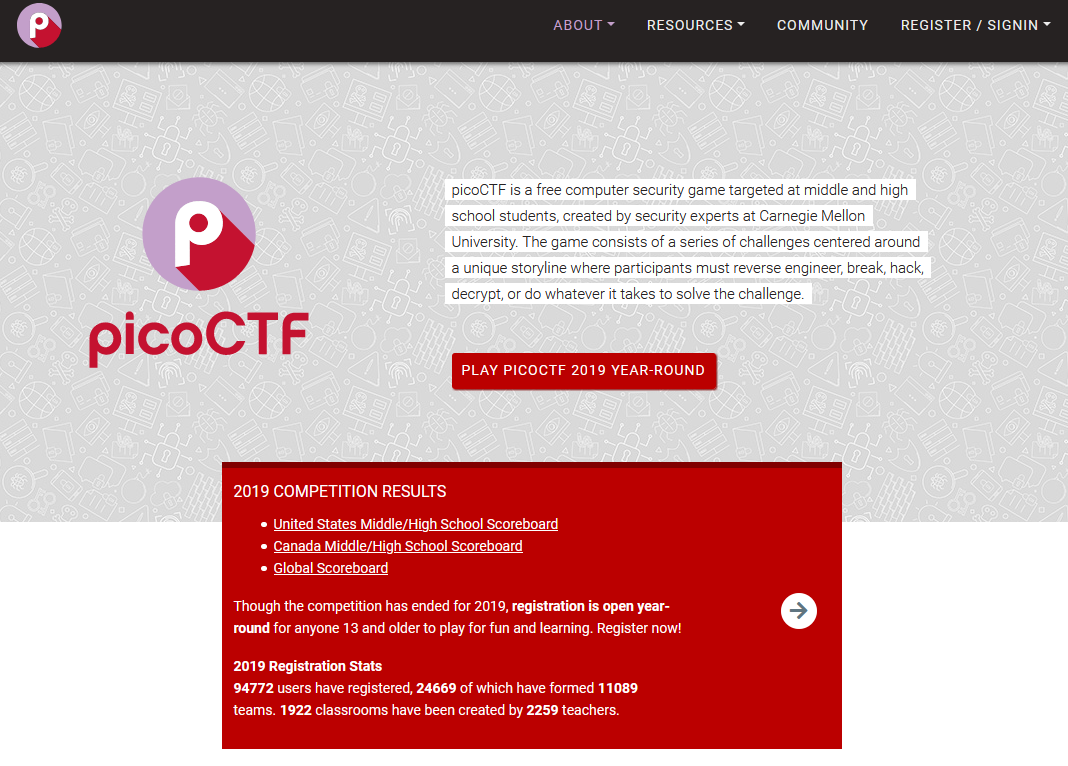 ABOUT RESOURCES COMMUNITY REGISTER / SIGNIN
picoCTF
picoCTF is a free computer security game targeted at middle and high
school students, created by security experts at Carnegie Mellon
University. The game consists of a series of challenges centered around
a unique storyline where participants must reverse engineer, break, hack,
decrypt, or do whatever it takes to solve the challenge.
PLAY PICOCTF 2019 YEAR-ROUND
2019 COMPETITION RESULTS
United States Middle/High School Scoreboard
Canada Middle/High School Scoreboard
Global Scoreboard
Though the competition has ended for 2019, registration is open year-
round for anyone 13 and older to play for fun and learning. Register now!
2019 Registration Stats
94772 users have registered, 24669 of which have formed 11089
teams. 1922 classrooms have been created by 2259 teachers.